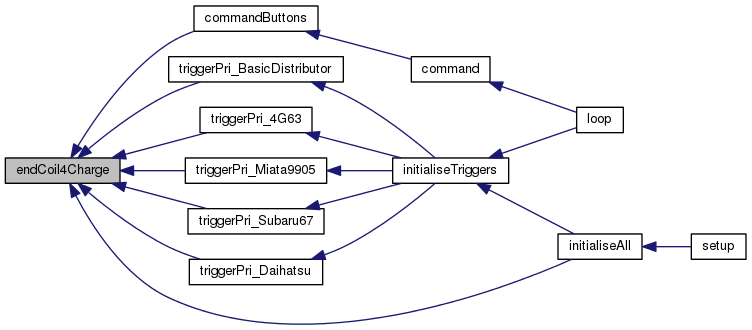 commandButtons
triggerPri_BasicDistributor
command
triggerPri_4G63
loop
endCoil4Charge
triggerPri_Miata9905
initialiseTriggers
triggerPri_Subaru67
initialiseAll
setup
triggerPri_Daihatsu